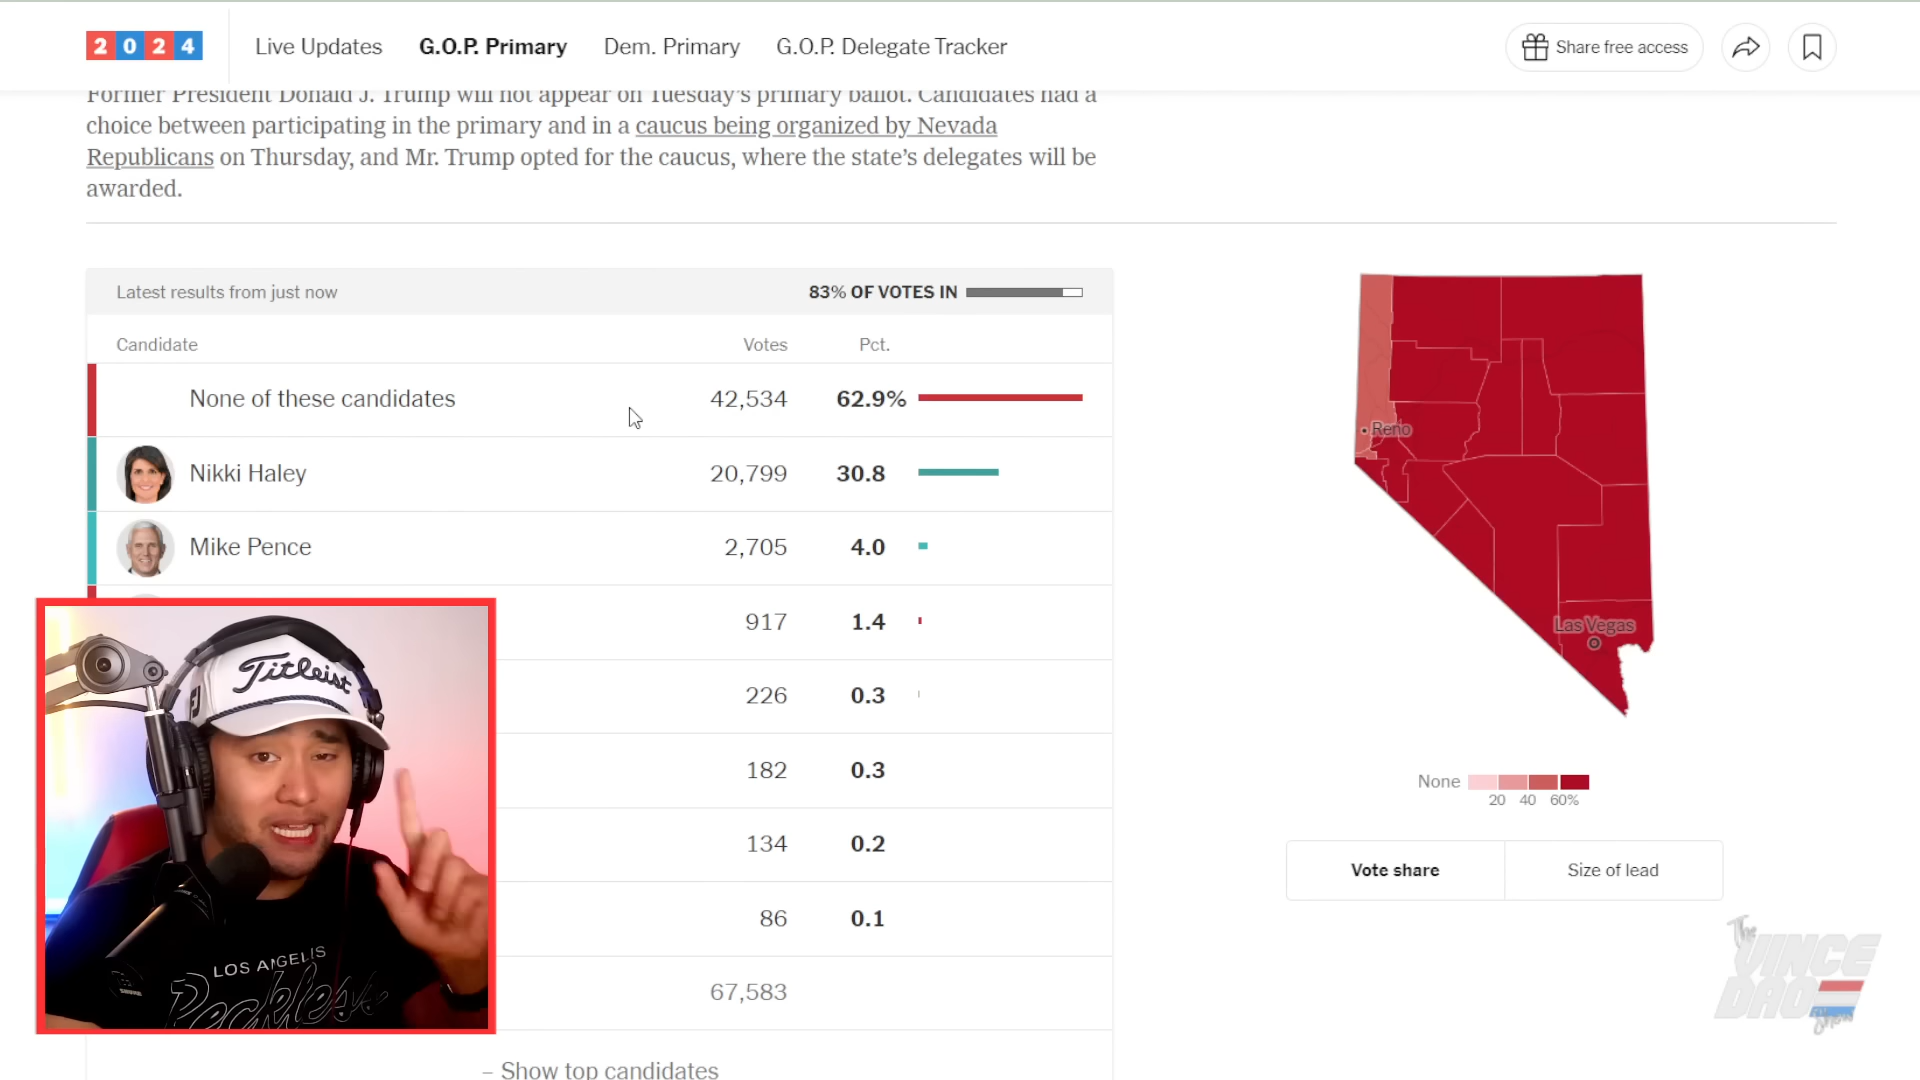 2024
Live Updates
G.O.P. Primary
Dem. Primary
G.O.P. Delegate Tracker
Share free access
Former President Donald J. Trump will not appear on Tuesday's primary ballot. Candidates had a
choice between participating in the primary and in a caucus being organized by Nevada
Republicans on Thursday, and Mr. Trump opted for the caucus, where the state's delegates will be
awarded.
Latest results from just now
83% OF VOTES IN
Candidate Votes Pct.
None of these candidates 42,534 62.9%
Nikki Haley 20,799 30.8
Mike Pence 2,705 4.0
917 1.4
226 0.3
182 0.3
134 0.2
86 0.1
67,583
– Show top candidates
Reno
Las Vegas
None
20 40 60%
Vote share
Size of lead
Titleist
LOS ANGELIS
Reckless
The
VINCE
DAO
Show